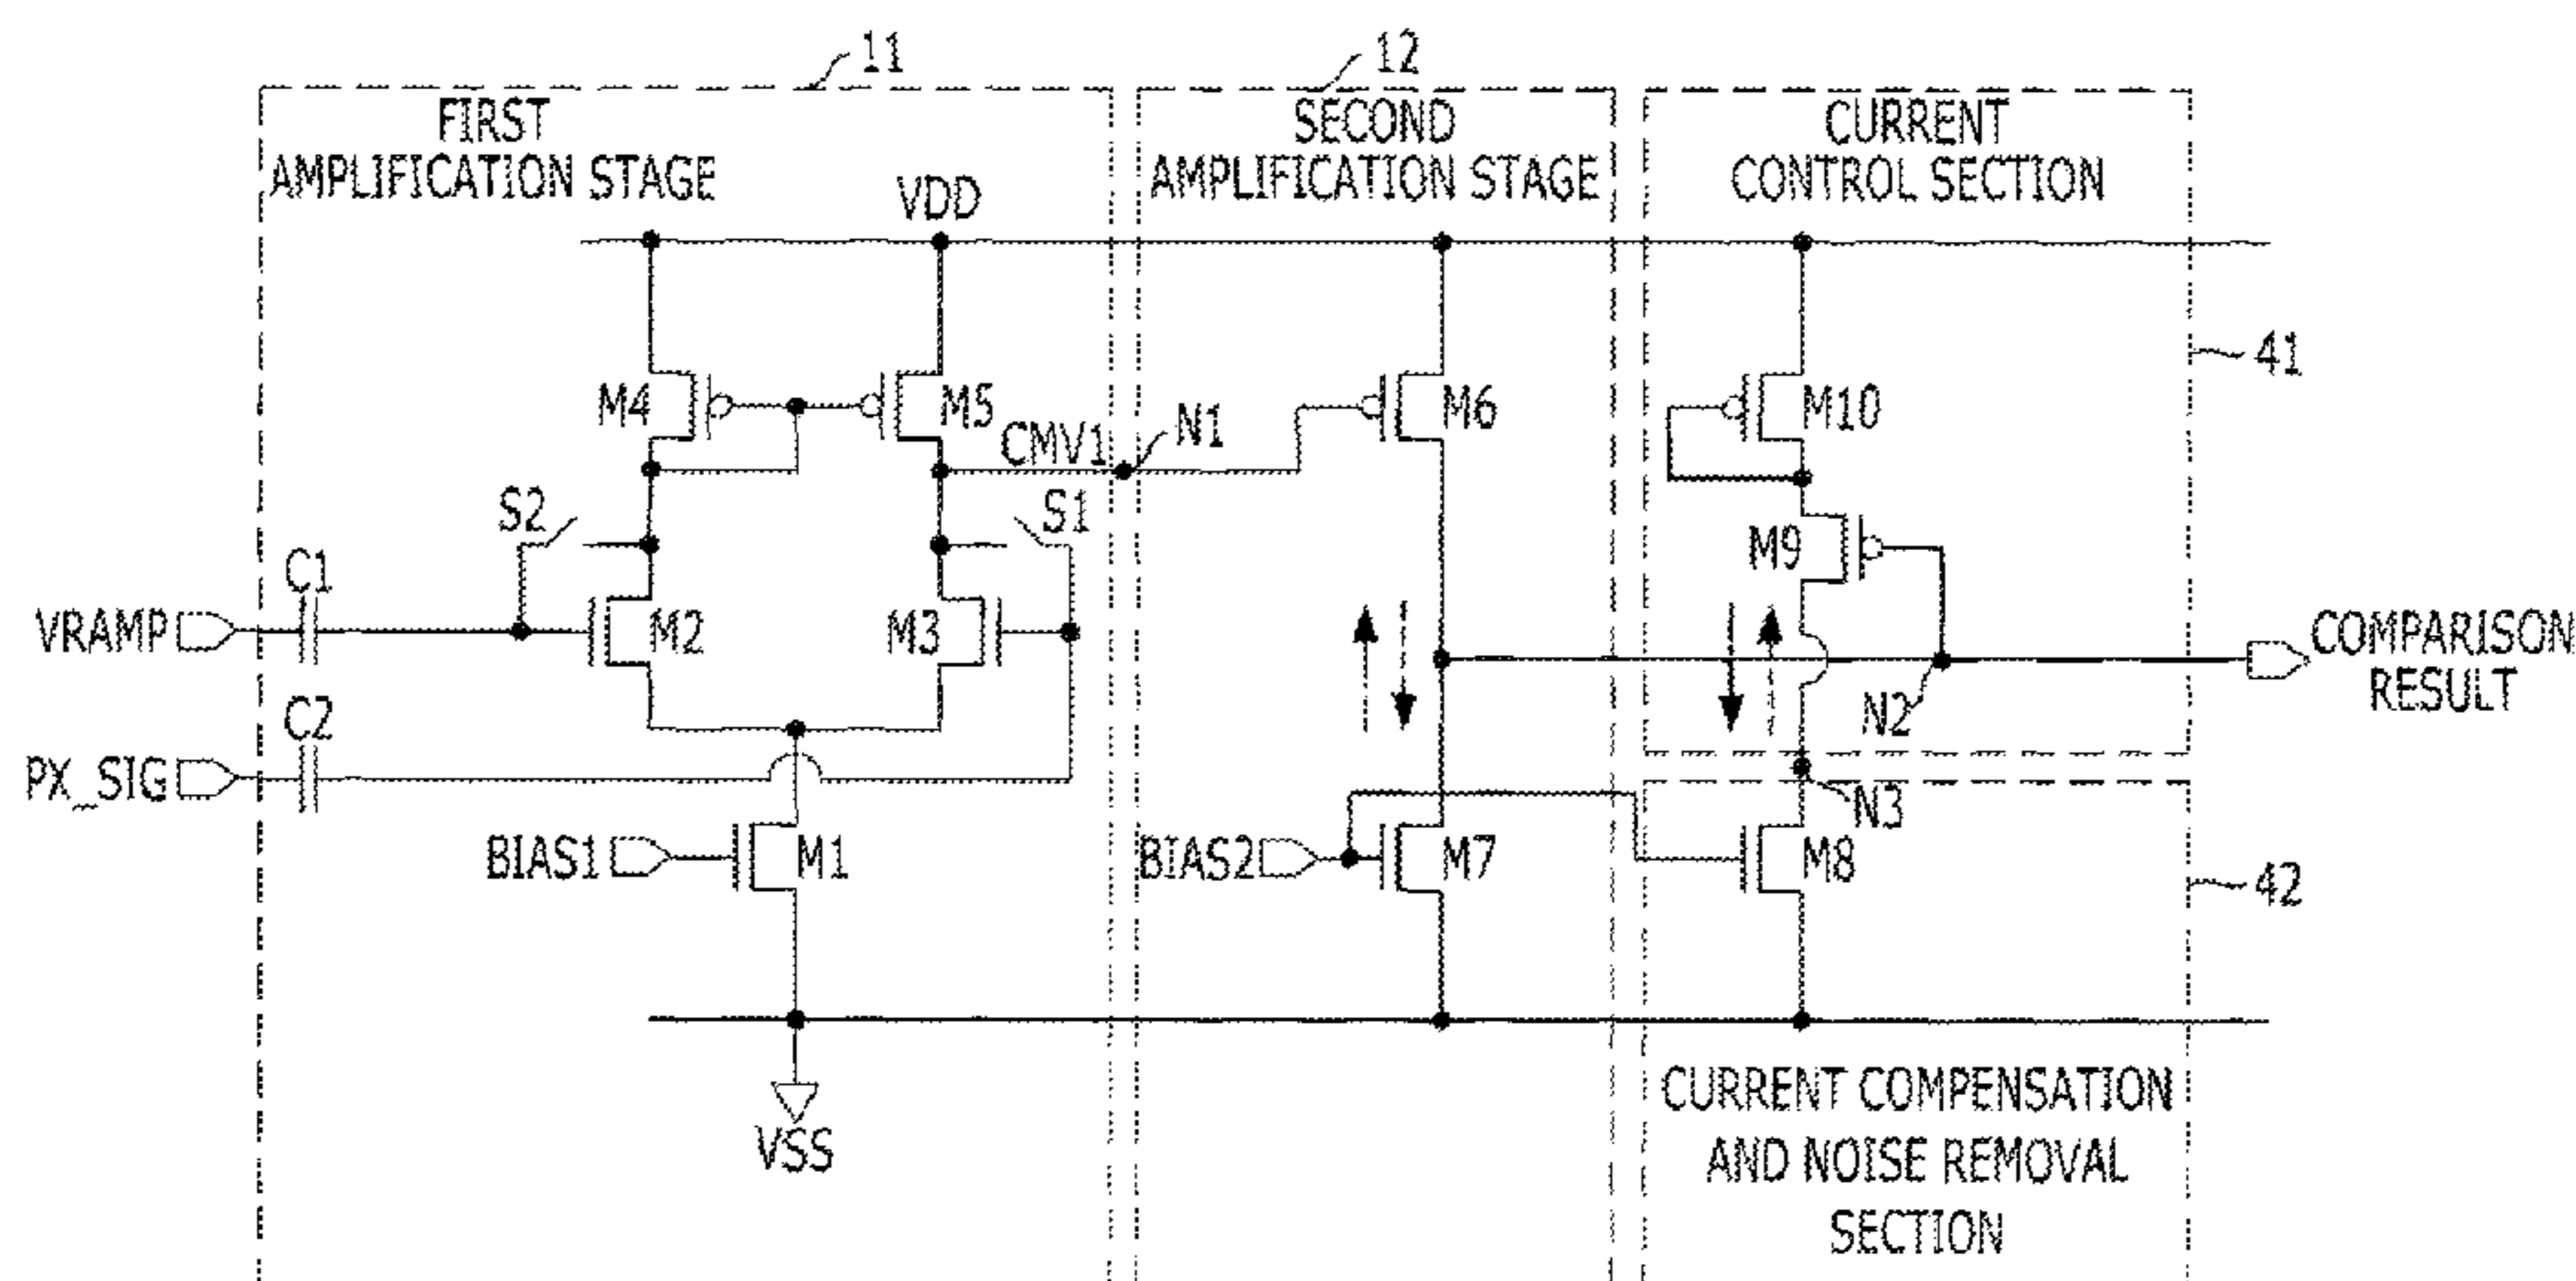 11
12
FIRST
AMPLIFICATION STAGE
SECOND
AMPLIFICATION STAGE
CURRENT
CONTROL SECTION
VDD
41
M4
M5
M6
M10
CMV1
N1
S2
S1
M9
C1
VRAMP
M2
M3
COMPARISON
RESULT
C2
N2
PX_SIG
N3
BIAS1
M1
BIAS2
M7
M8
42
VSS
CURRENT COMPENSATION
AND NOISE REMOVAL
SECTION